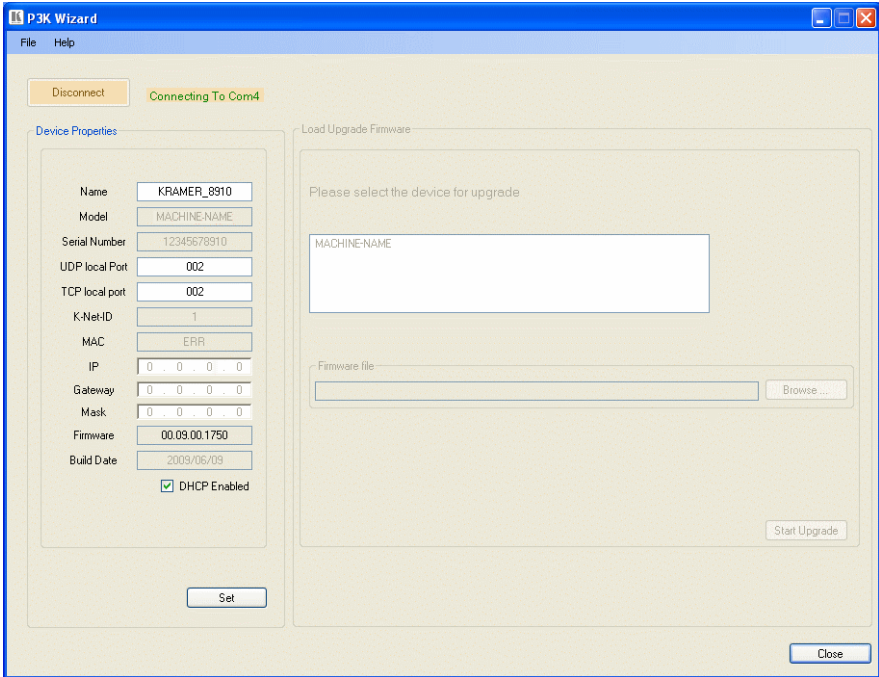 P3K Wizard
File Help
Disconnect
Connecting To Com4
Device Properties
Name KRAMER_8910
Model MACHINE-NAME
Serial Number 12345678910
UDP local Port 002
TCP local port 002
K-Net-ID 1
MAC ERR
IP 0 . 0 . 0 . 0
Gateway 0 . 0 . 0 . 0
Mask 0 . 0 . 0 . 0
Firmware 00.09.00.1750
Build Date 2009/06/09
DHCP Enabled
Set
Load Upgrade Firmware
Please select the device for upgrade
MACHINE-NAME
Firmware file
Browse ...
Start Upgrade
Close